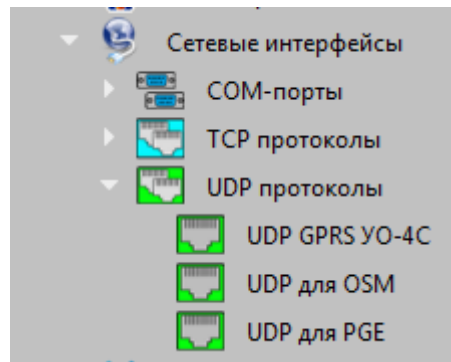 Сетевые интерфейсы
COM-порты
TCP протоколы
UDP протоколы
UDP GPRS УО-4С
UDP для OSM
UDP для PGE